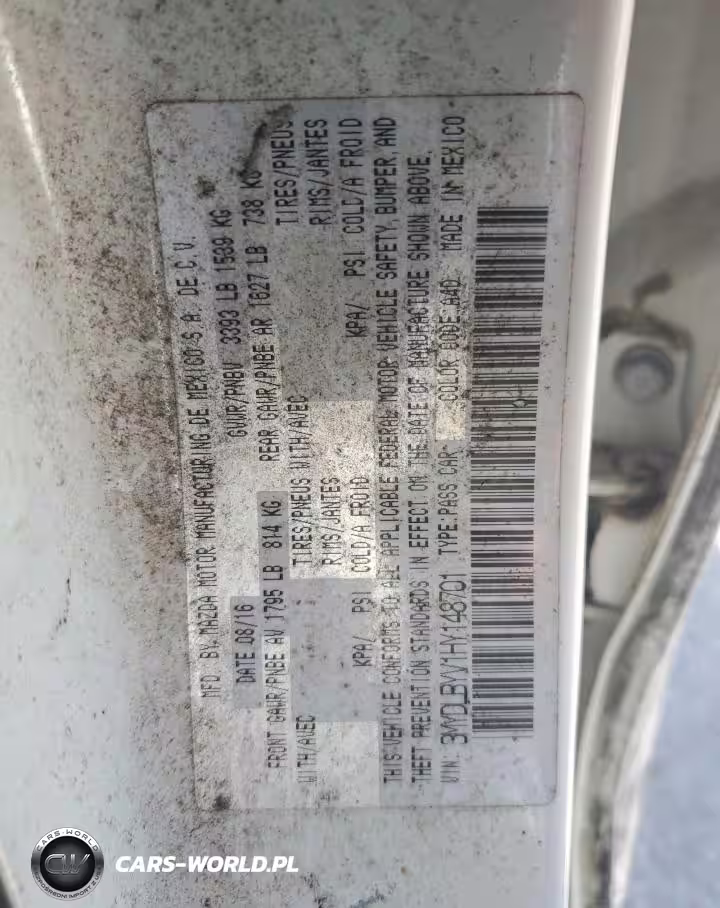 MFD BY:MAZDA MOTOR MANUFACTURING DE MEXICO S.A. DE C.V.
DATE 08/16 GVWR/PNBV 3393 LB 1539 KG
FRONT GAWR/PNBE AV 1795 LB 814 KG REAR GAWR/PNBE AR 1627 LB 738 KG
WITH/AVEC TIRES/PNEUS WITH/AVEC TIRES/PNEUS
RIMS/JANTES RIMS/JANTES
KPA/ PSI COLD/A FROID KPA/ PSI COLD/A FROID
THIS VEHICLE CONFORMS TO ALL APPLICABLE FEDERAL MOTOR VEHICLE SAFETY, BUMPER, AND
THEFT PREVENTION STANDARDS IN EFFECT ON THE DATE OF MANUFACTURE SHOWN ABOVE.
VIN: 3MYDLBYV1HY148701 TYPE:PASS CAR COLOR CODE:A4D MADE IN MEXICO
CARS-WORLD
CW
CARS-WORLD.PL